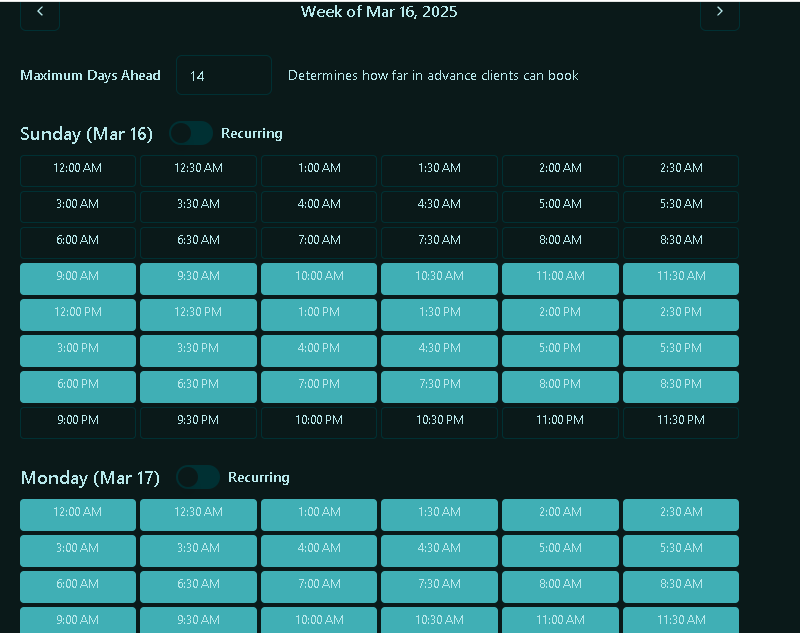 Week of Mar 16, 2025
Maximum Days Ahead 14 Determines how far in advance clients can book
Sunday (Mar 16) Recurring
12:00 AM 12:30 AM 1:00 AM 1:30 AM 2:00 AM 2:30 AM
3:00 AM 3:30 AM 4:00 AM 4:30 AM 5:00 AM 5:30 AM
6:00 AM 6:30 AM 7:00 AM 7:30 AM 8:00 AM 8:30 AM
9:00 AM 9:30 AM 10:00 AM 10:30 AM 11:00 AM 11:30 AM
12:00 PM 12:30 PM 1:00 PM 1:30 PM 2:00 PM 2:30 PM
3:00 PM 3:30 PM 4:00 PM 4:30 PM 5:00 PM 5:30 PM
6:00 PM 6:30 PM 7:00 PM 7:30 PM 8:00 PM 8:30 PM
9:00 PM 9:30 PM 10:00 PM 10:30 PM 11:00 PM 11:30 PM
Monday (Mar 17) Recurring
12:00 AM 12:30 AM 1:00 AM 1:30 AM 2:00 AM 2:30 AM
3:00 AM 3:30 AM 4:00 AM 4:30 AM 5:00 AM 5:30 AM
6:00 AM 6:30 AM 7:00 AM 7:30 AM 8:00 AM 8:30 AM
9:00 AM 9:30 AM 10:00 AM 10:30 AM 11:00 AM 11:30 AM